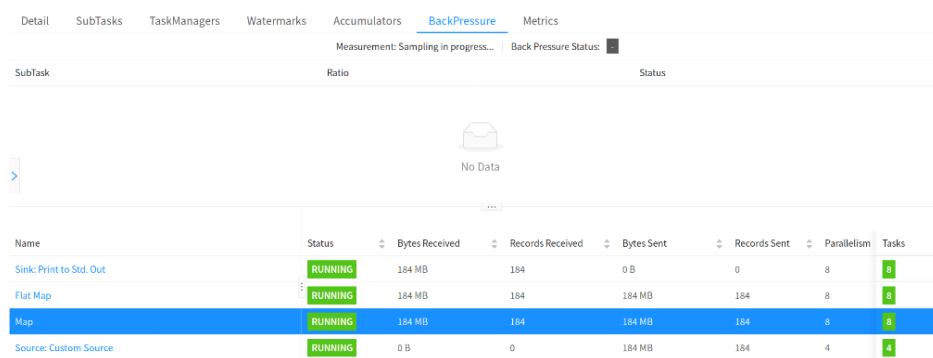 Detail SubTasks TaskManagers Watermarks Accumulators BackPressure Metrics
Measurement: Sampling in progress... Back Pressure Status: -
SubTask Ratio Status
No Data
Name Status Bytes Received Records Received Bytes Sent Records Sent Parallelism Tasks
Sink: Print to Std. Out RUNNING 184 MB 184 0 B 0 8 8
Flat Map RUNNING 184 MB 184 184 MB 184 8 8
Map RUNNING 184 MB 184 184 MB 184 8 8
Source: Custom Source RUNNING 0 B 0 184 MB 184 4 4